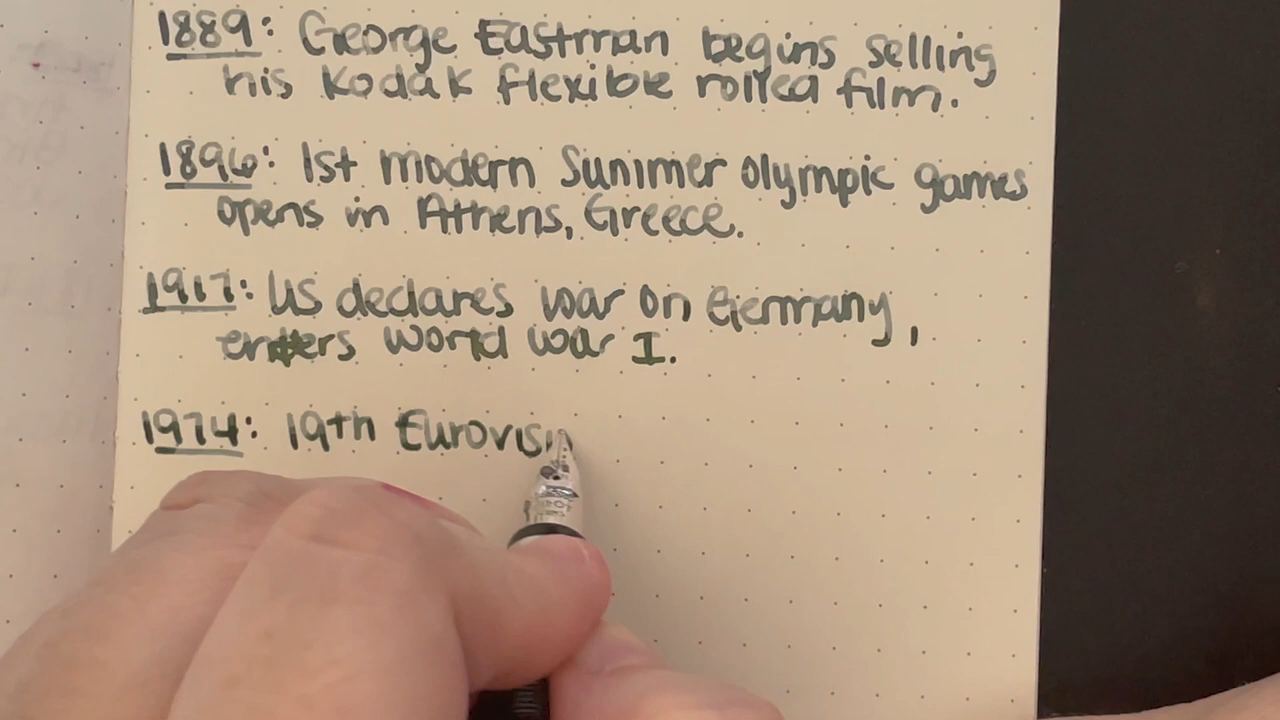 1889: George Eastman begins selling
his Kodak flexible rolled film.
1896: 1st modern Summer Olympic games
opens in Athens, Greece.
1917: US declares war on Germany,
enters World War I.
1974: 19th Eurovisi